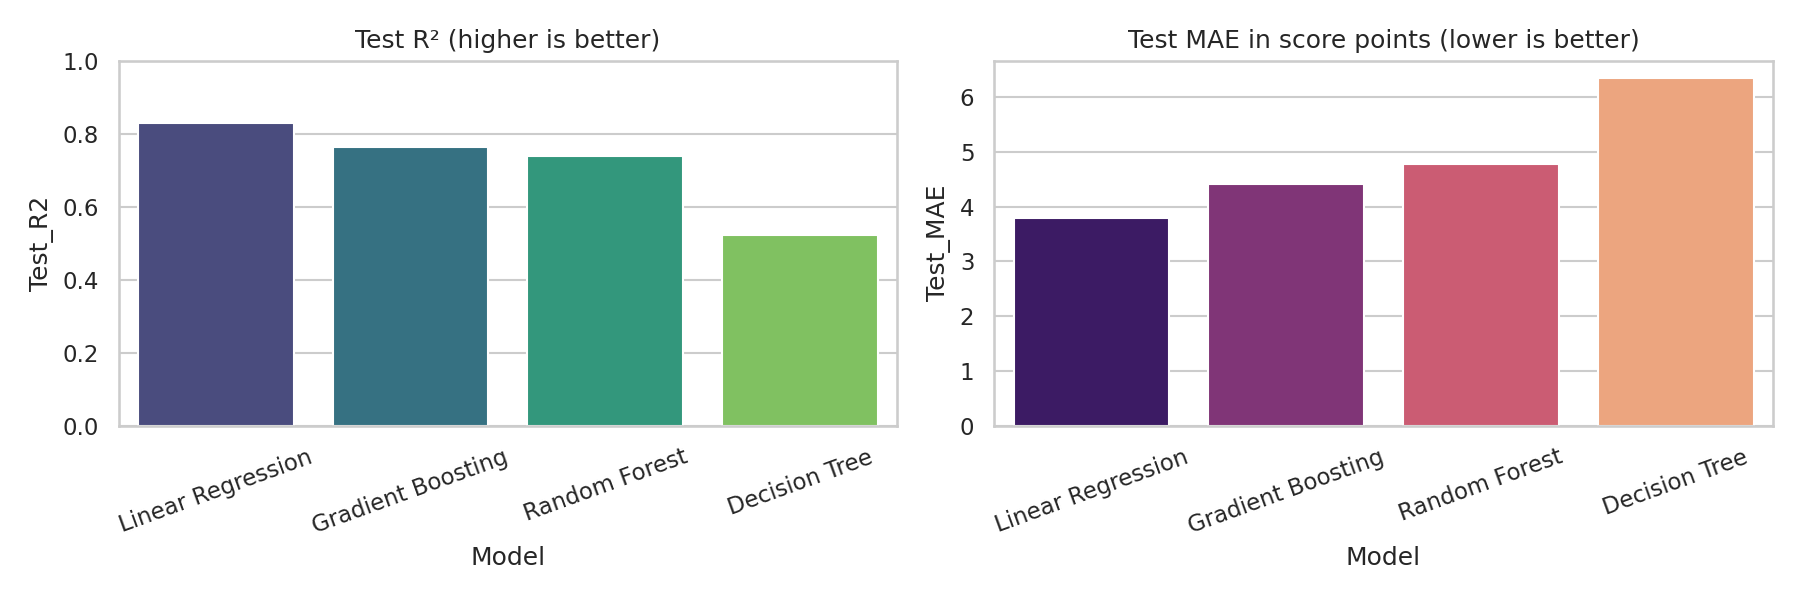 Test R² (higher is better)
Test_R2
1.0
0.8
0.6
0.4
0.2
0.0
Linear Regression
Gradient Boosting
Random Forest
Decision Tree
Model
Test MAE in score points (lower is better)
Test_MAE
6
5
4
3
2
1
0
Linear Regression
Gradient Boosting
Random Forest
Decision Tree
Model